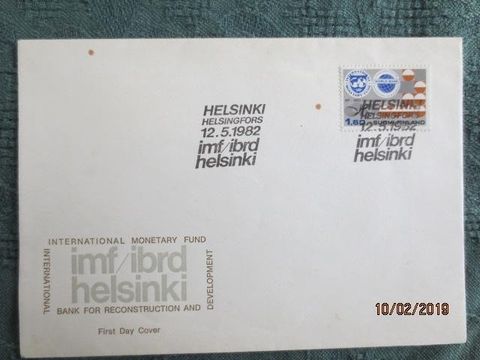 HELSINKI
HELSINGFORS
12.5.1982
imf/ibrd
helsinki
HELSINKI
HELSINGFORS
12.5.1982
imf/ibrd
helsinki
1,60 SUOMI FINLAND
INTERNATIONAL MONETARY FUND
imf/ibrd
helsinki
INTERNATIONAL
BANK FOR RECONSTRUCTION AND
DEVELOPMENT
First Day Cover
10/02/2019